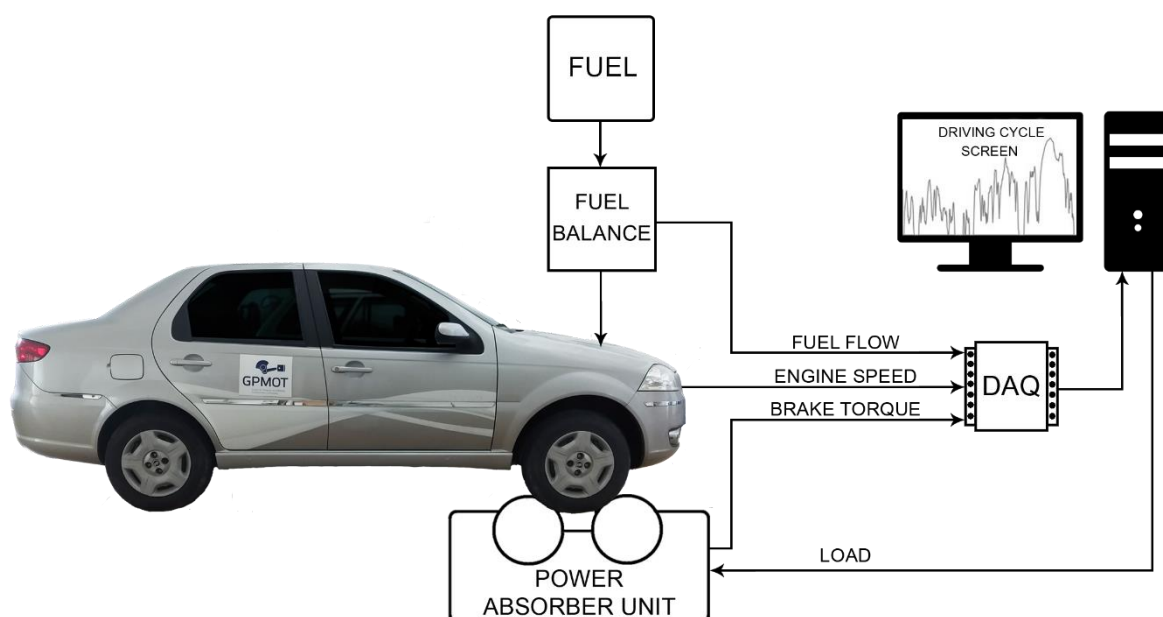 FUEL
FUEL
BALANCE
DRIVING CYCLE
SCREEN
GPMOT
FUEL FLOW
ENGINE SPEED
BRAKE TORQUE
DAQ
LOAD
POWER
ABSORBER UNIT